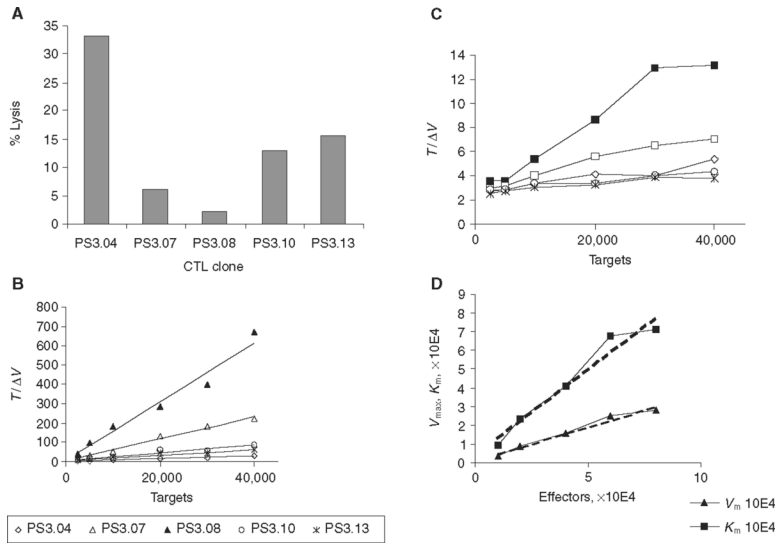 A
35
30
25
20
15
10
5
0
% Lysis
PS3.04 PS3.07 PS3.08 PS3.10 PS3.13
CTL clone
B
800
700
600
500
400
300
200
100
0
T/ΔV
0 20,000 40,000
Targets
PS3.04 PS3.07 PS3.08 PS3.10 PS3.13
C
14
12
10
8
6
4
2
0
T/ΔV
0 20,000 40,000
Targets
D
9
8
7
6
5
4
3
2
1
0
Vmax, Km, ×10E4
0 5 10
Effectors, ×10E4
Vm 10E4
Km 10E4